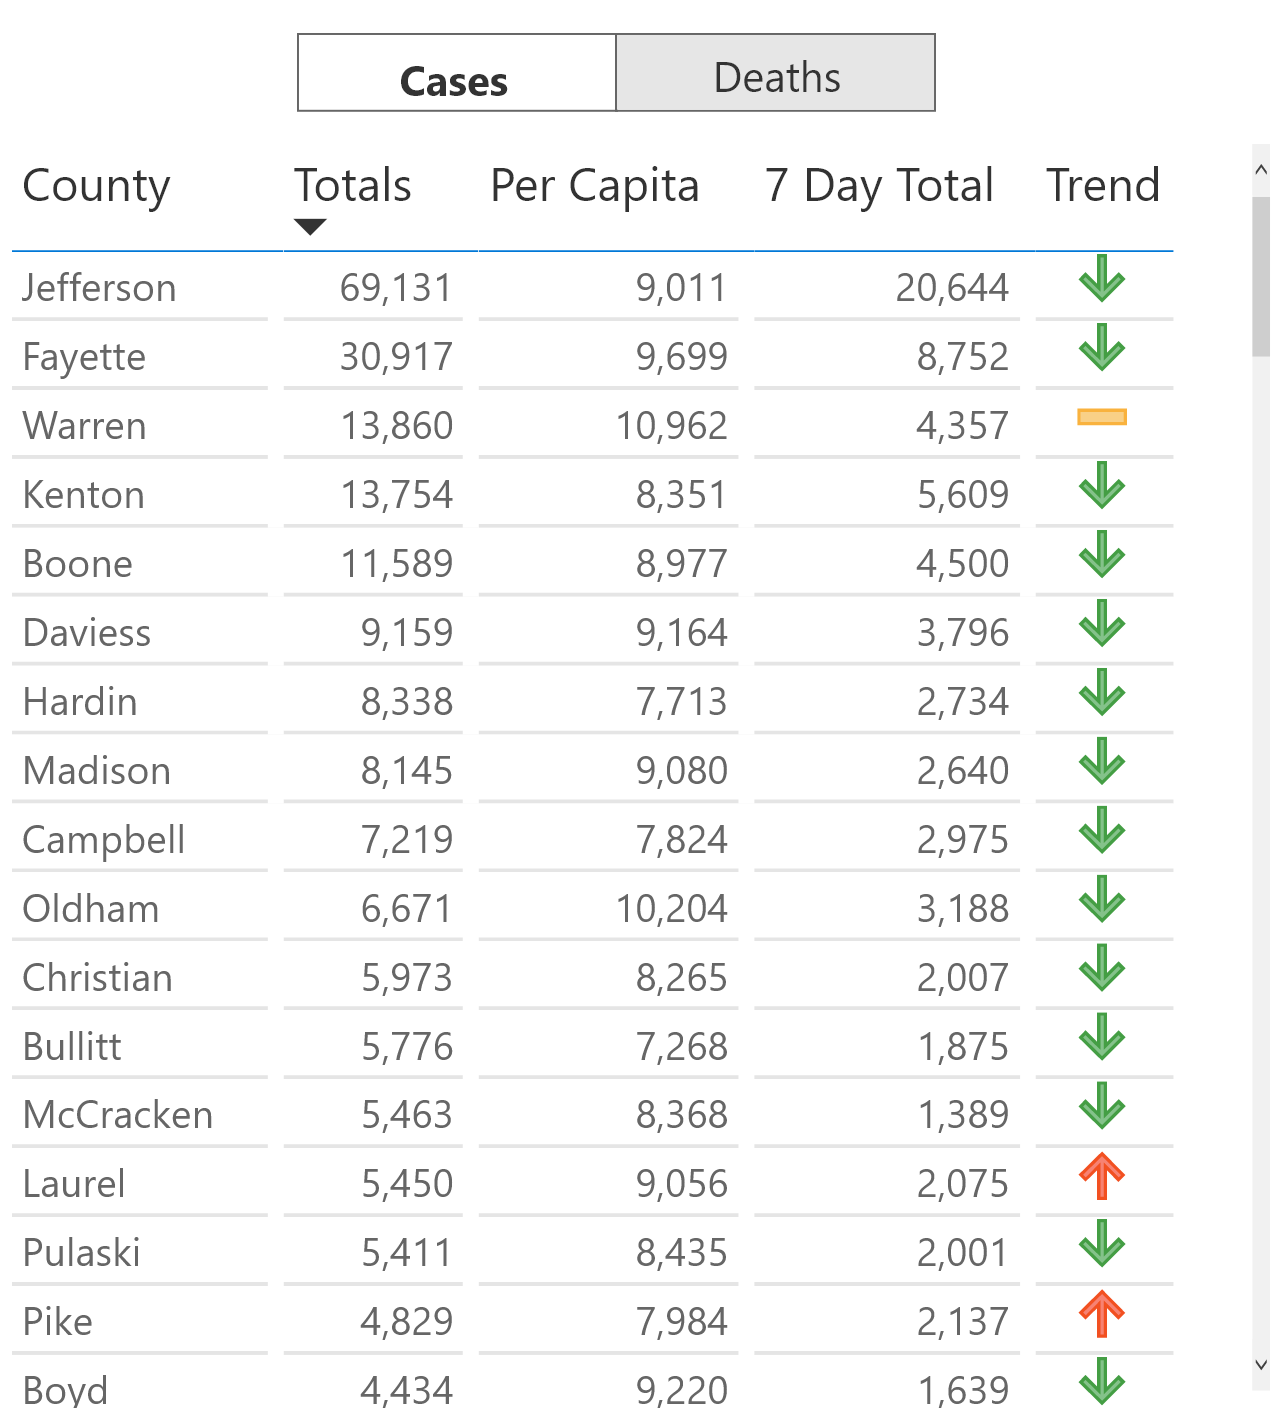 Cases Deaths
County Totals Per Capita 7 Day Total Trend
Jefferson 69,131 9,011 20,644
Fayette 30,917 9,699 8,752
Warren 13,860 10,962 4,357
Kenton 13,754 8,351 5,609
Boone 11,589 8,977 4,500
Daviess 9,159 9,164 3,796
Hardin 8,338 7,713 2,734
Madison 8,145 9,080 2,640
Campbell 7,219 7,824 2,975
Oldham 6,671 10,204 3,188
Christian 5,973 8,265 2,007
Bullitt 5,776 7,268 1,875
McCracken 5,463 8,368 1,389
Laurel 5,450 9,056 2,075
Pulaski 5,411 8,435 2,001
Pike 4,829 7,984 2,137
Boyd 4,434 9,220 1,639